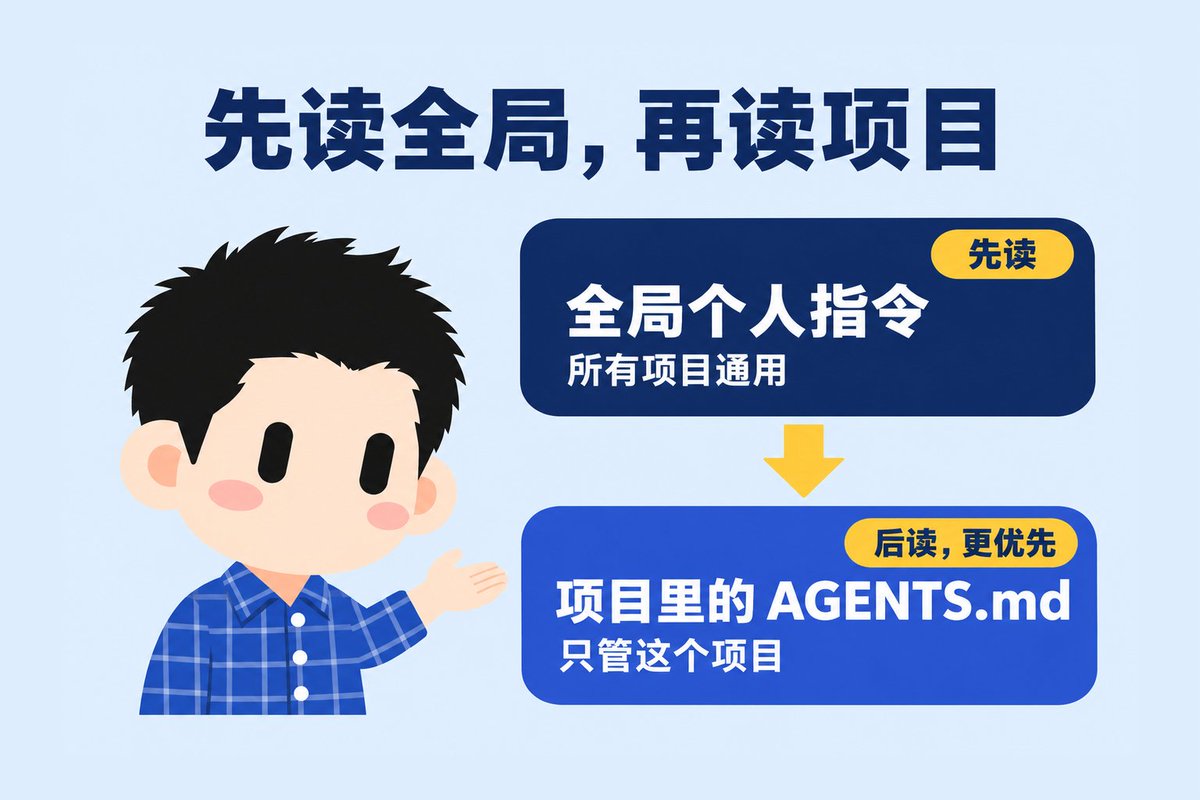 先读全局，再读项目
先读
全局个人指令
所有项目通用
后读，更优先
项目里的 AGENTS.md
只管这个项目